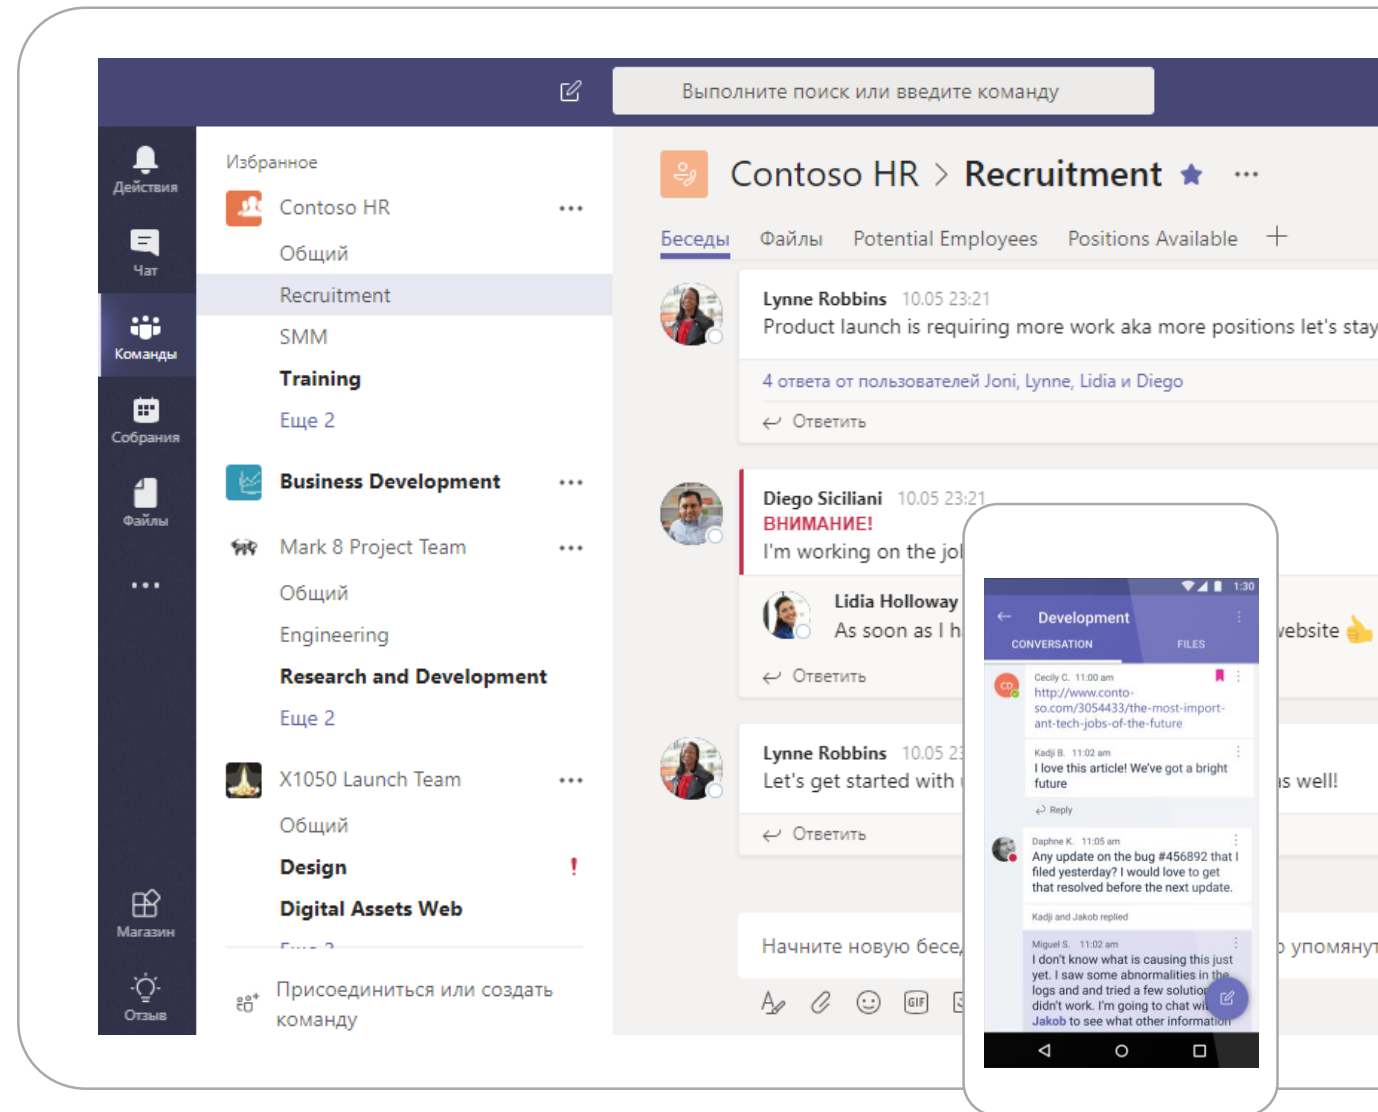 Выполните поиск или введите команду
Действия
Чат
Команды
Собрания
Файлы
Магазин
Отзыв
Избранное
Contoso HR
Общий
Recruitment
SMM
Training
Еще 2
Business Development
Mark 8 Project Team
Общий
Engineering
Research and Development
Еще 2
X1050 Launch Team
Общий
Design
Digital Assets Web
Присоединиться или создать
команду
Contoso HR > Recruitment
Беседы Файлы Potential Employees Positions Available
Lynne Robbins 10.05 23:21
Product launch is requiring more work aka more positions let's stay
4 ответа от пользователей Joni, Lynne, Lidia и Diego
Ответить
Diego Siciliani 10.05 23:21
ВНИМАНИЕ!
I'm working on the
Lidia Holloway
As soon as I
Ответить
Lynne Robbins 10.05
Let's get started with
as well!
Ответить
Начните новую
GIF
1:30
Development
CONVERSATION FILES
CD
Cecily C. 11:00 am
http://www.conto-
so.com/3054433/the-most-import-
ant-tech-jobs-of-the-future
Kadji B. 11:02 am
I love this article! We've got a bright
future
Reply
Daphne K. 11:05 am
Any update on the bug #456892 that I
filed yesterday? I would love to get
that resolved before the next update.
Kadji and Jakob replied
Miguel S. 11:02 am
I don't know what is causing this just
yet. I saw some abnormalities in the
logs and and tried a few
didn't work. I'm going to chat
Jakob to see what other information